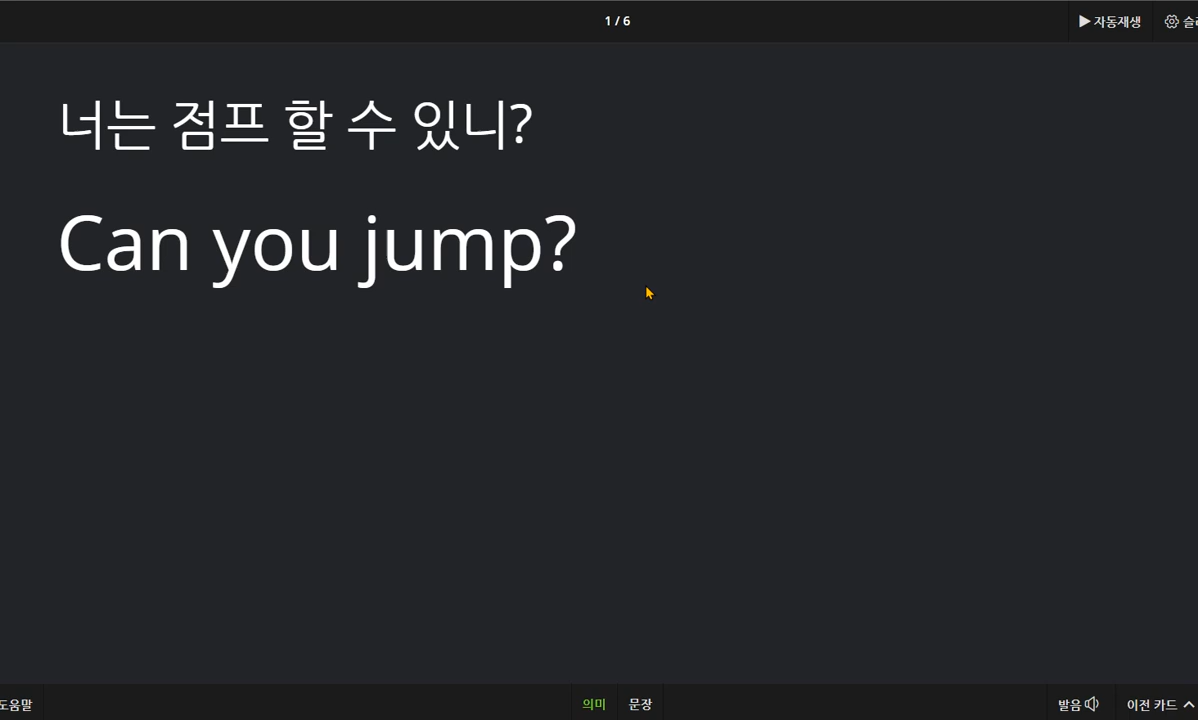 1 / 6
▶ 자동재생
너는 점프 할 수 있니?
Can you jump?
도움말
의미
문장
발음
이전 카드